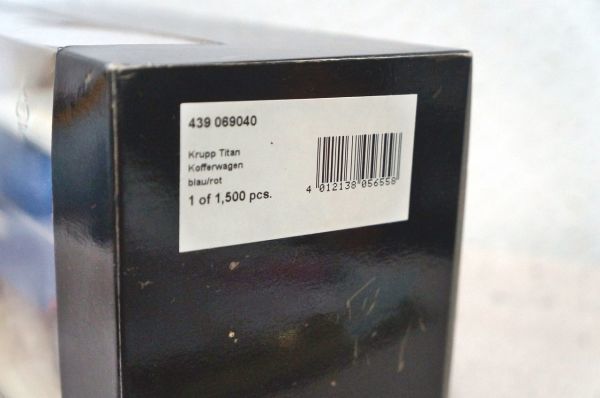 439 069040
Krupp Titan
Kofferwagen
blau/rot
1 of 1,500 pcs.
4 012138 056558